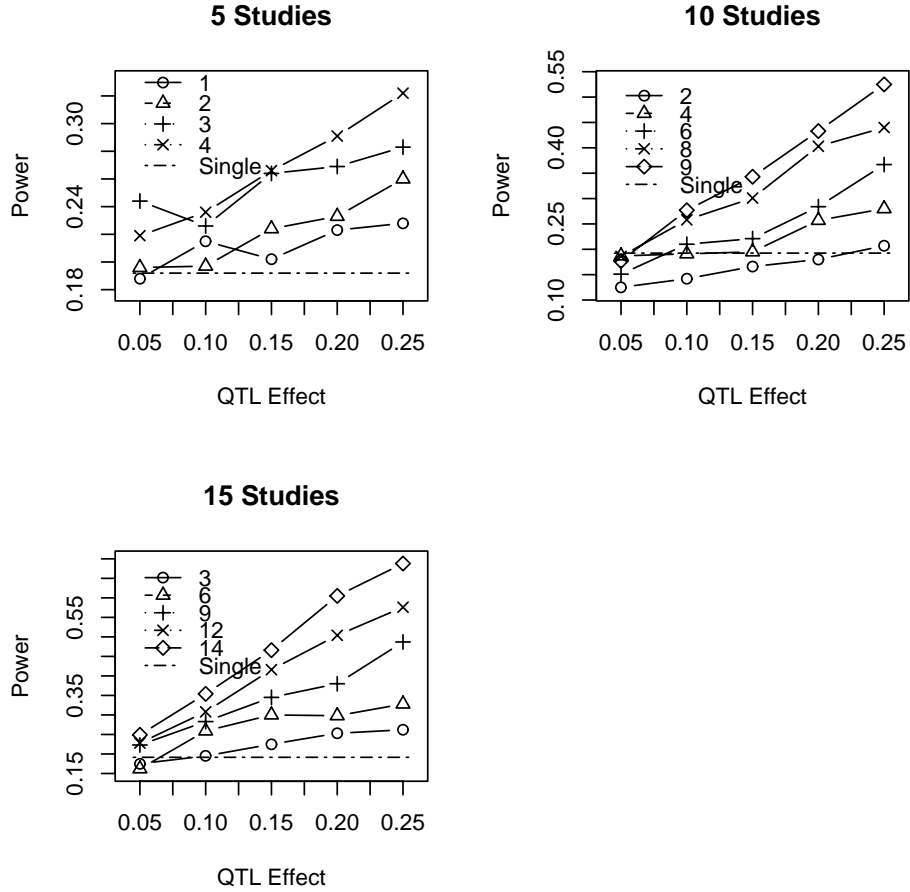 5 Studies
Power
0.18 0.24 0.30
1
2
3
4
Single
0.05 0.10 0.15 0.20 0.25
QTL Effect
10 Studies
Power
0.10 0.25 0.40 0.55
2
4
6
8
9
Single
0.05 0.10 0.15 0.20 0.25
QTL Effect
15 Studies
Power
0.15 0.35 0.55
3
6
9
12
14
Single
0.05 0.10 0.15 0.20 0.25
QTL Effect